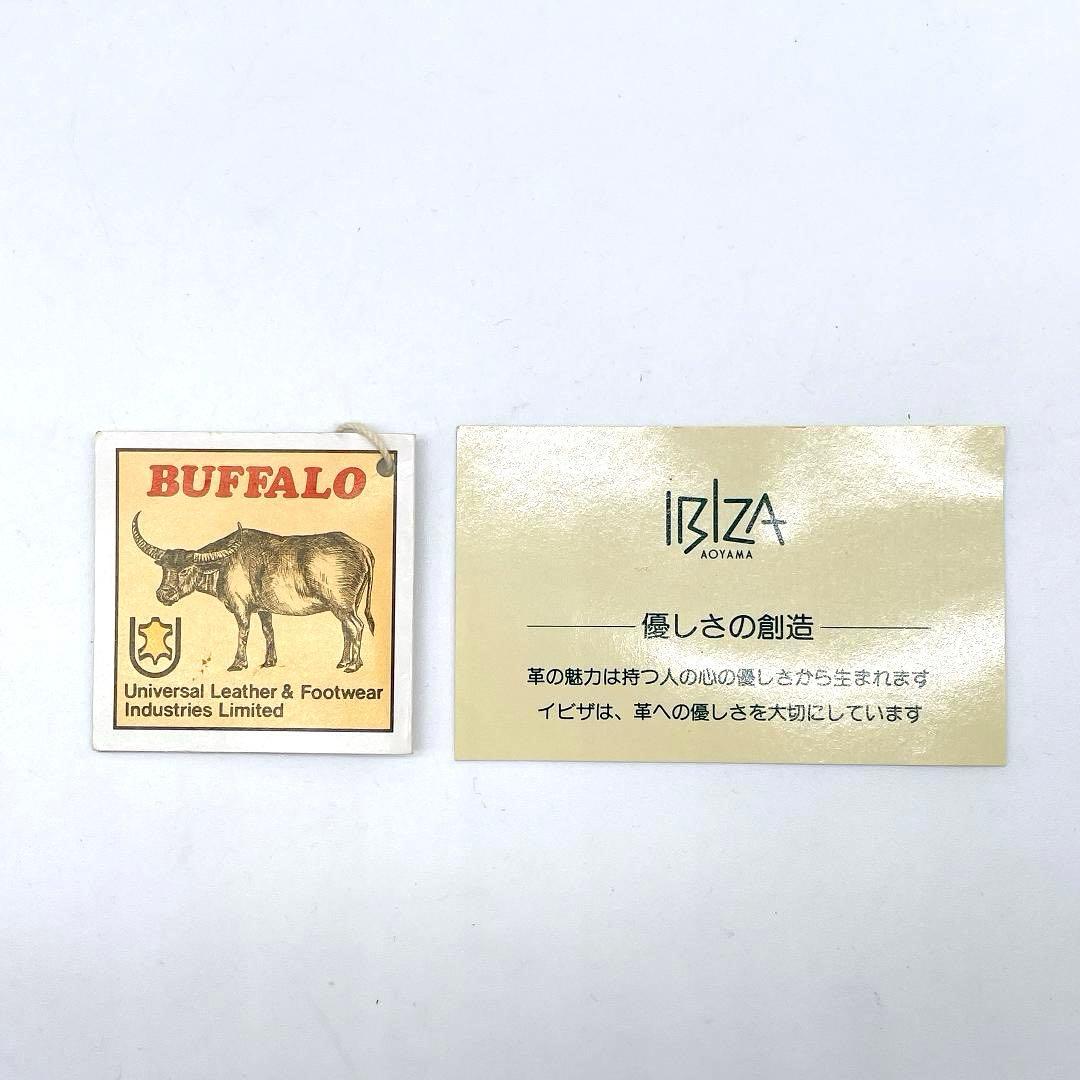 BUFFALO
Universal Leather & Footwear
Industries Limited
IBIZA
AOYAMA
優しさの創造
革の魅力は持つ人の心の優しさから生まれます
イビザは、革への優しさを大切にしています